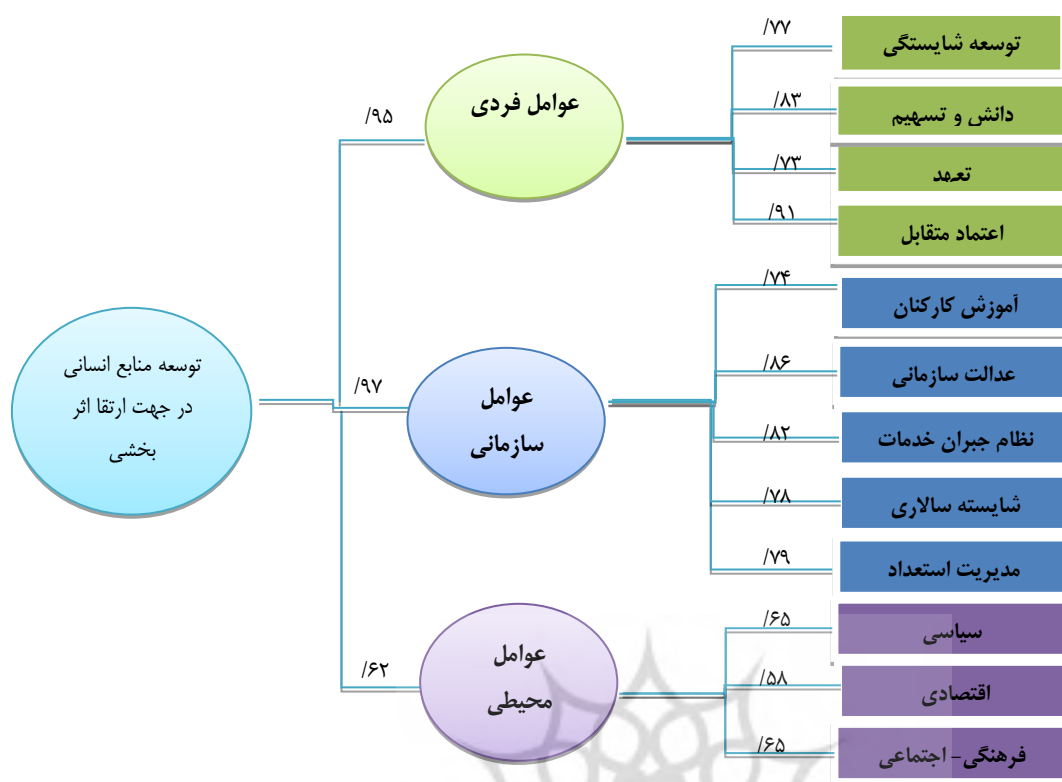 /۷۷
توسعه شایستگی
عوامل فردی
/۸۳
دانش و تسهیم
/۹۵
/۷۳
تعهد
/۹۱
اعتماد متقابل
/۷۴
آموزش کارکنان
توسعه منابع انسانی
در جهت ارتقا اثر
بخشی
/۹۷
عوامل
سازمانی
/۸۶
عدالت سازمانی
/۸۲
نظام جبران خدمات
/۷۸
شایسته سالاری
/۷۹
مدیریت استعداد
/۶۲
عوامل
محیطی
/۶۵
سیاسی
/۵۸
اقتصادی
/۶۵
فرهنگی- اجتماعی